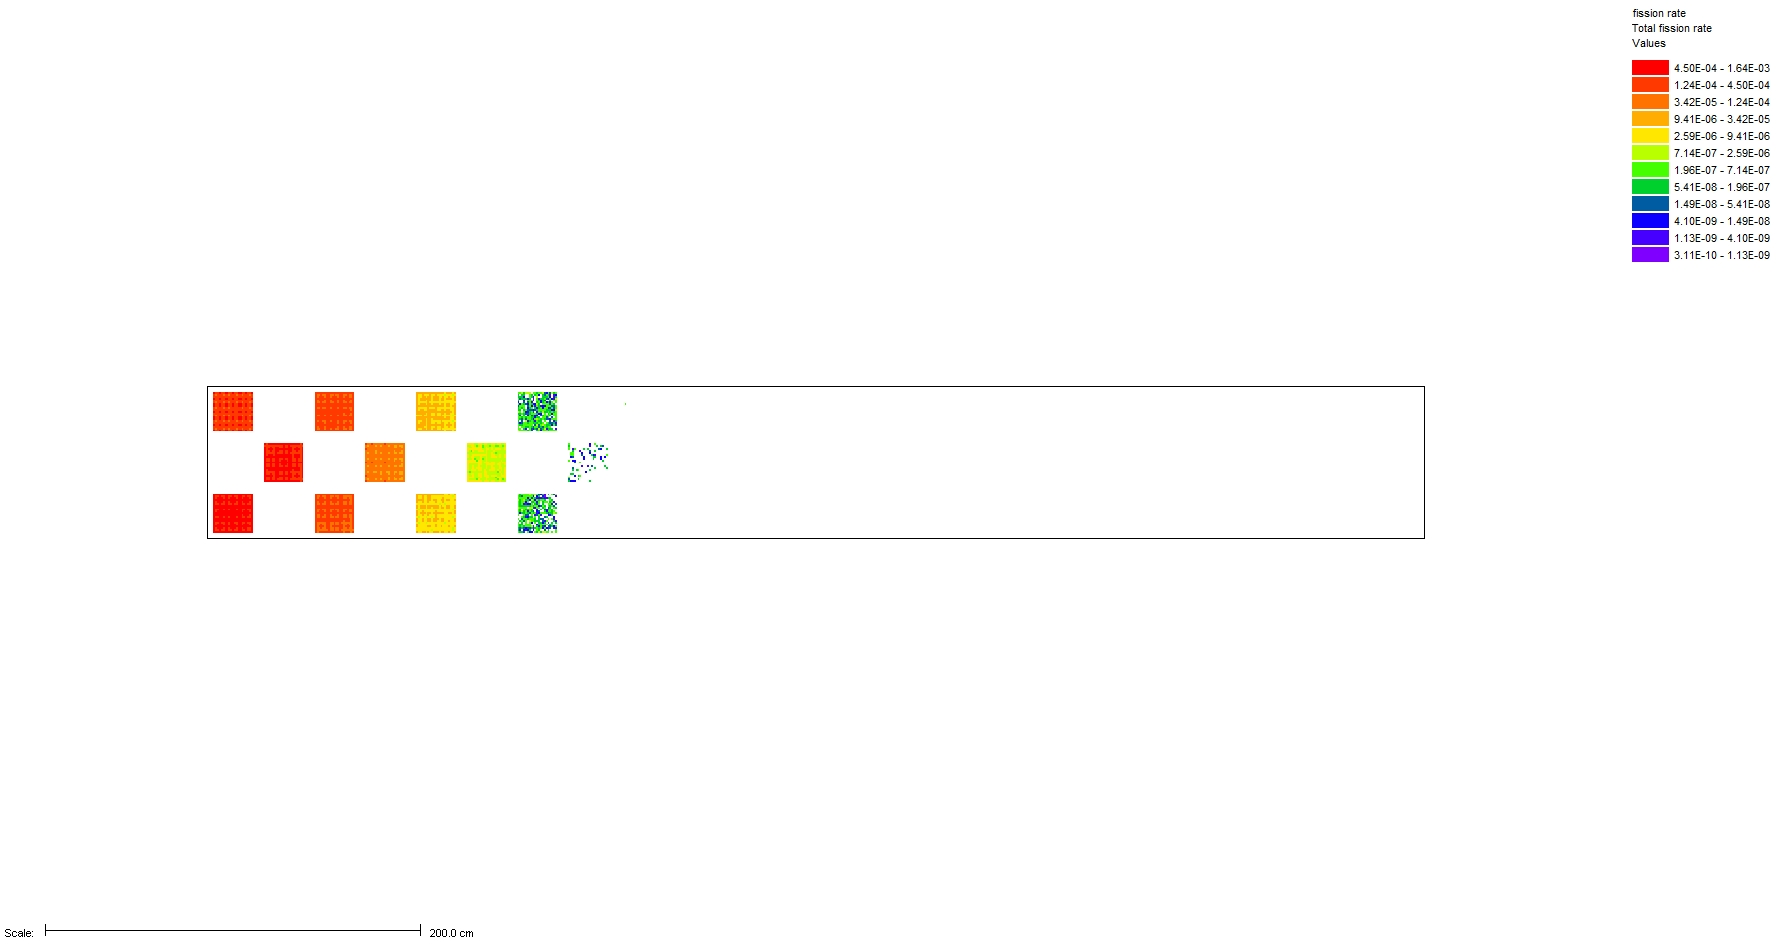 fission rate
Total fission rate
Values
4.50E-04 - 1.64E-03
1.24E-04 - 4.50E-04
3.42E-05 - 1.24E-04
9.41E-06 - 3.42E-05
2.59E-06 - 9.41E-06
7.14E-07 - 2.59E-06
1.96E-07 - 7.14E-07
5.41E-08 - 1.96E-07
1.49E-08 - 5.41E-08
4.10E-09 - 1.49E-08
1.13E-09 - 4.10E-09
3.11E-10 - 1.13E-09
Scale: 200.0 cm